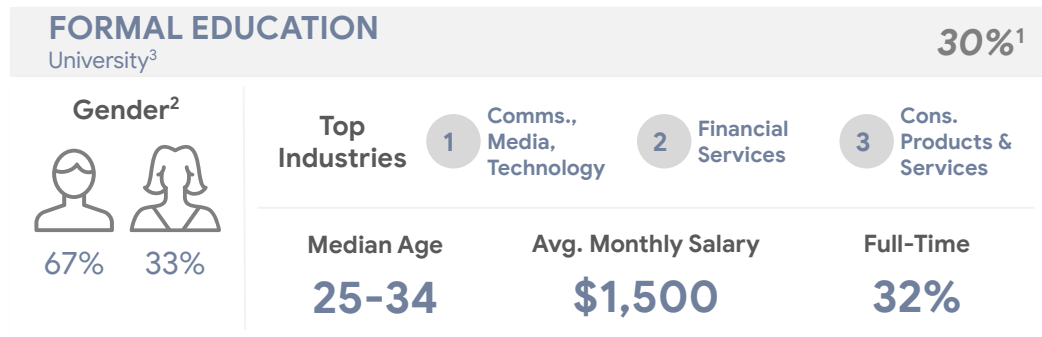 FORMAL EDUCATION
University³
30%¹
Gender²
67% 33%
Top
Industries
1
Comms.,
Media,
Technology
2
Financial
Services
3
Cons.
Products &
Services
Median Age
25-34
Avg. Monthly Salary
$1,500
Full-Time
32%